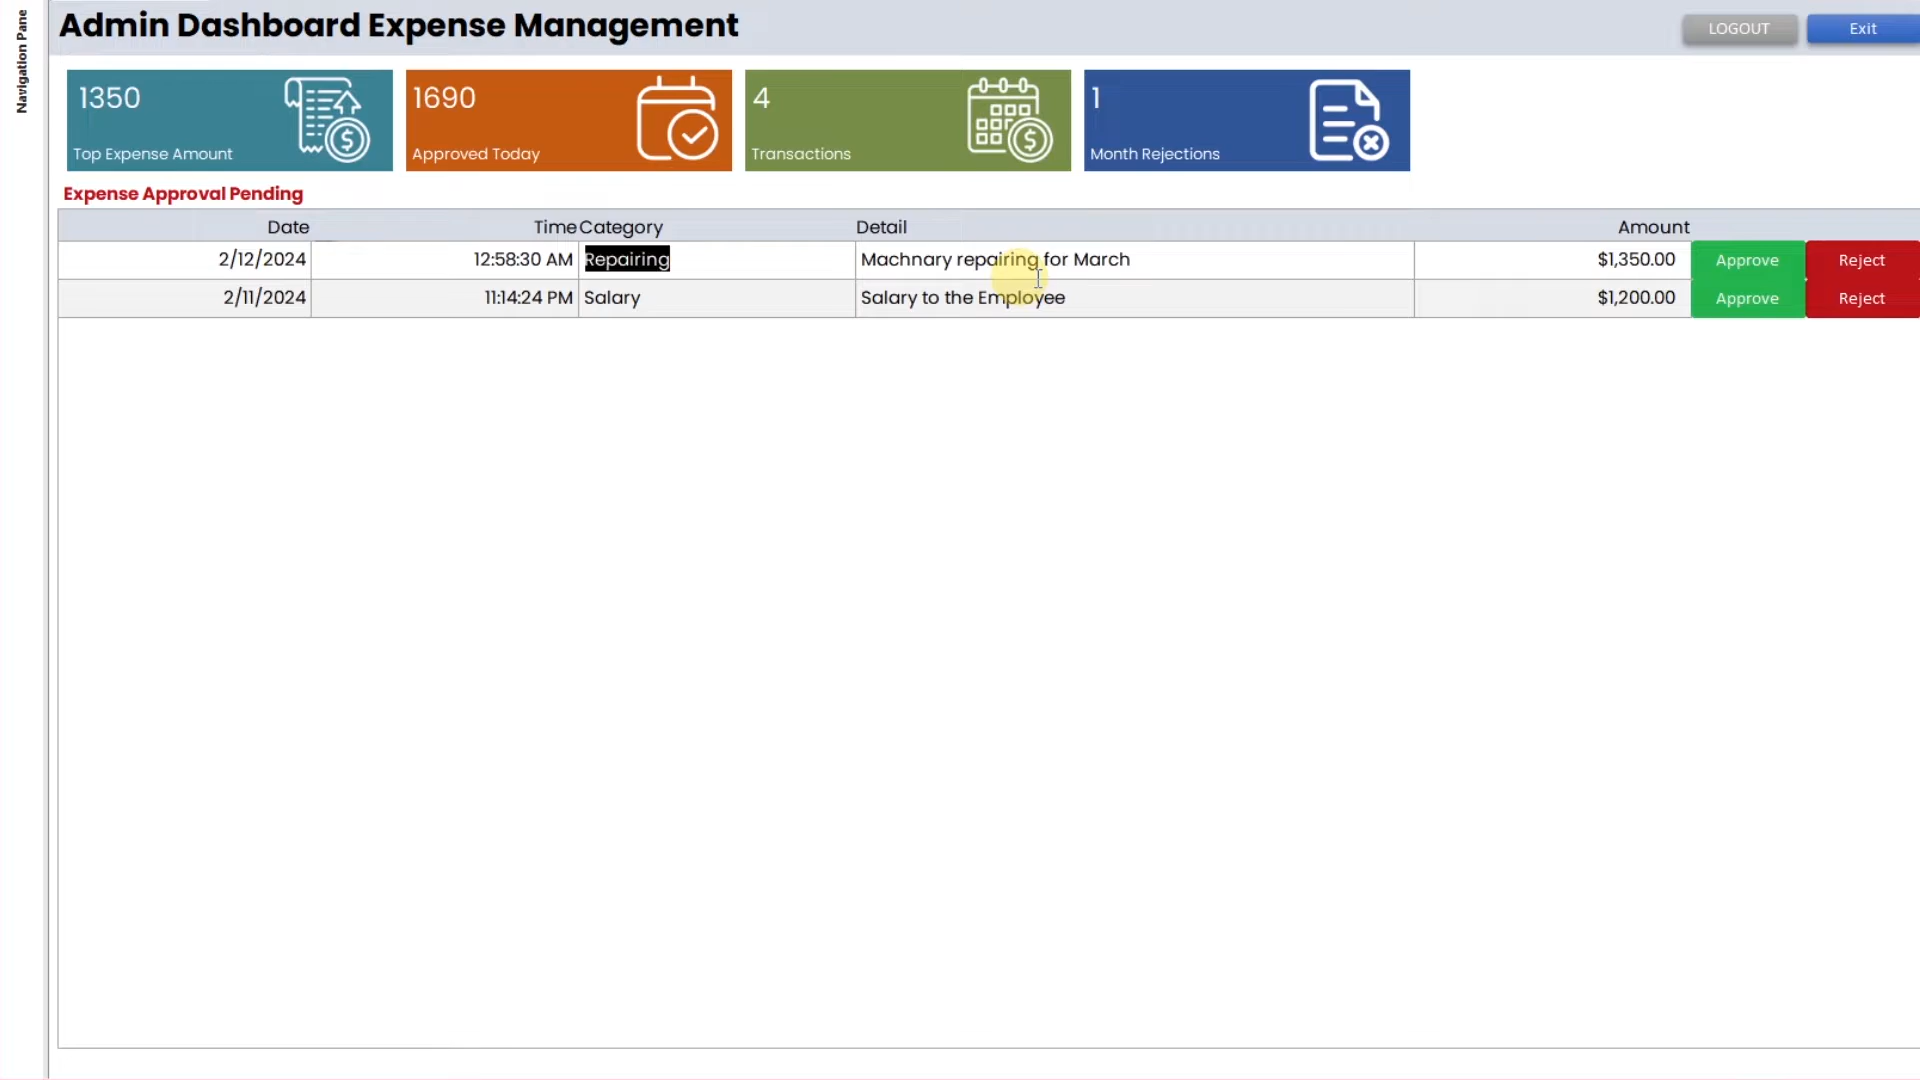 Navigation Pane
Admin Dashboard Expense Management
LOGOUT Exit
1350 1690 4 1
Top Expense Amount Approved Today Transactions Month Rejections
Expense Approval Pending
Date Time Category Detail Amount
2/12/2024 12:58:30 AM Repairing Machnary repairing for March $1,350.00 Approve Reject
2/11/2024 11:14:24 PM Salary Salary to the Employee $1,200.00 Approve Reject